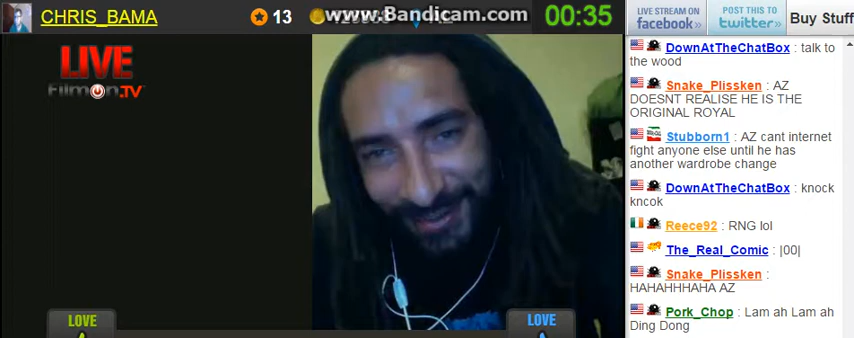 CHRIS_BAMA
13
www.Bandicam.com
00:35
LIVE STREAM ON
facebook»
POST THIS TO
twitter»
Buy Stuff
LIVE
FilmOn.TV
DownAtTheChatBox : talk to
the wood
Snake_Plissken : AZ
DOESNT REALISE HE IS THE
ORIGINAL ROYAL
Stubborn1 : AZ cant internet
fight anyone else until he has
another wardrobe change
DownAtTheChatBox : knock
kncok
Reece92 : RNG lol
The_Real_Comic : |00|
Snake_Plissken :
HAHAHHHAHA AZ
Pork_Chop : Lam ah Lam ah
Ding Dong
LOVE
LOVE